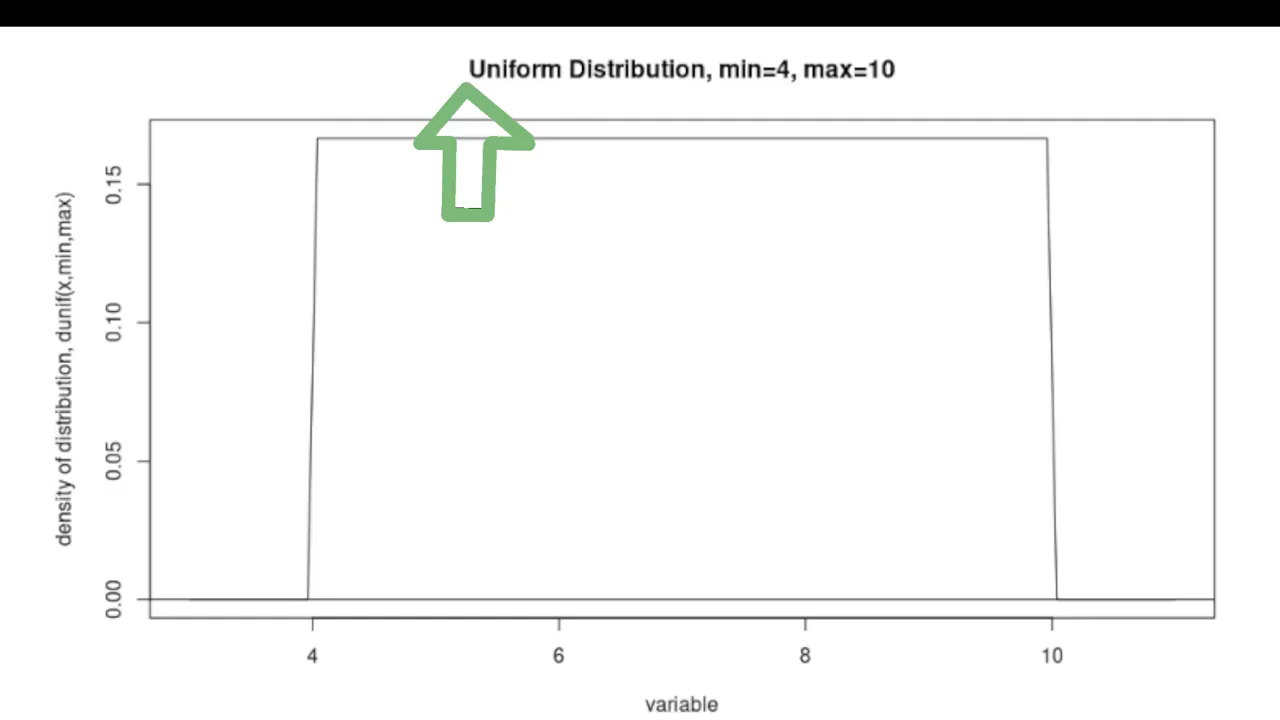 Uniform Distribution, min=4, max=10
density of distribution, dunif(x,min,max)
0.15
0.10
0.05
0.00
4 6 8 10
variable